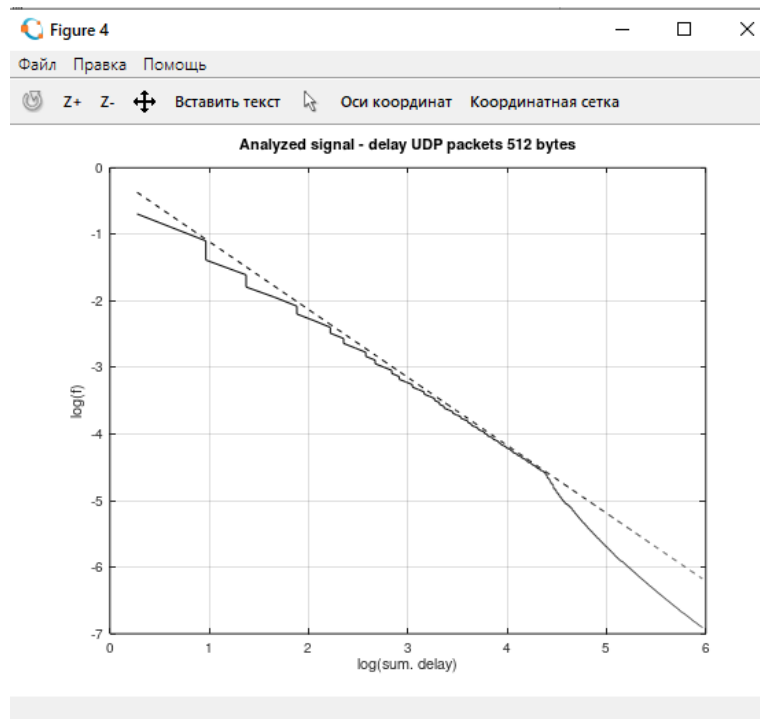 Figure 4
Файл Правка Помощь
Z+ Z- Вставить текст Оси координат Координатная сетка
Analyzed signal - delay UDP packets 512 bytes
0
-1
-2
-3
-4
-5
-6
-7
log(f)
0 1 2 3 4 5 6
log(sum. delay)